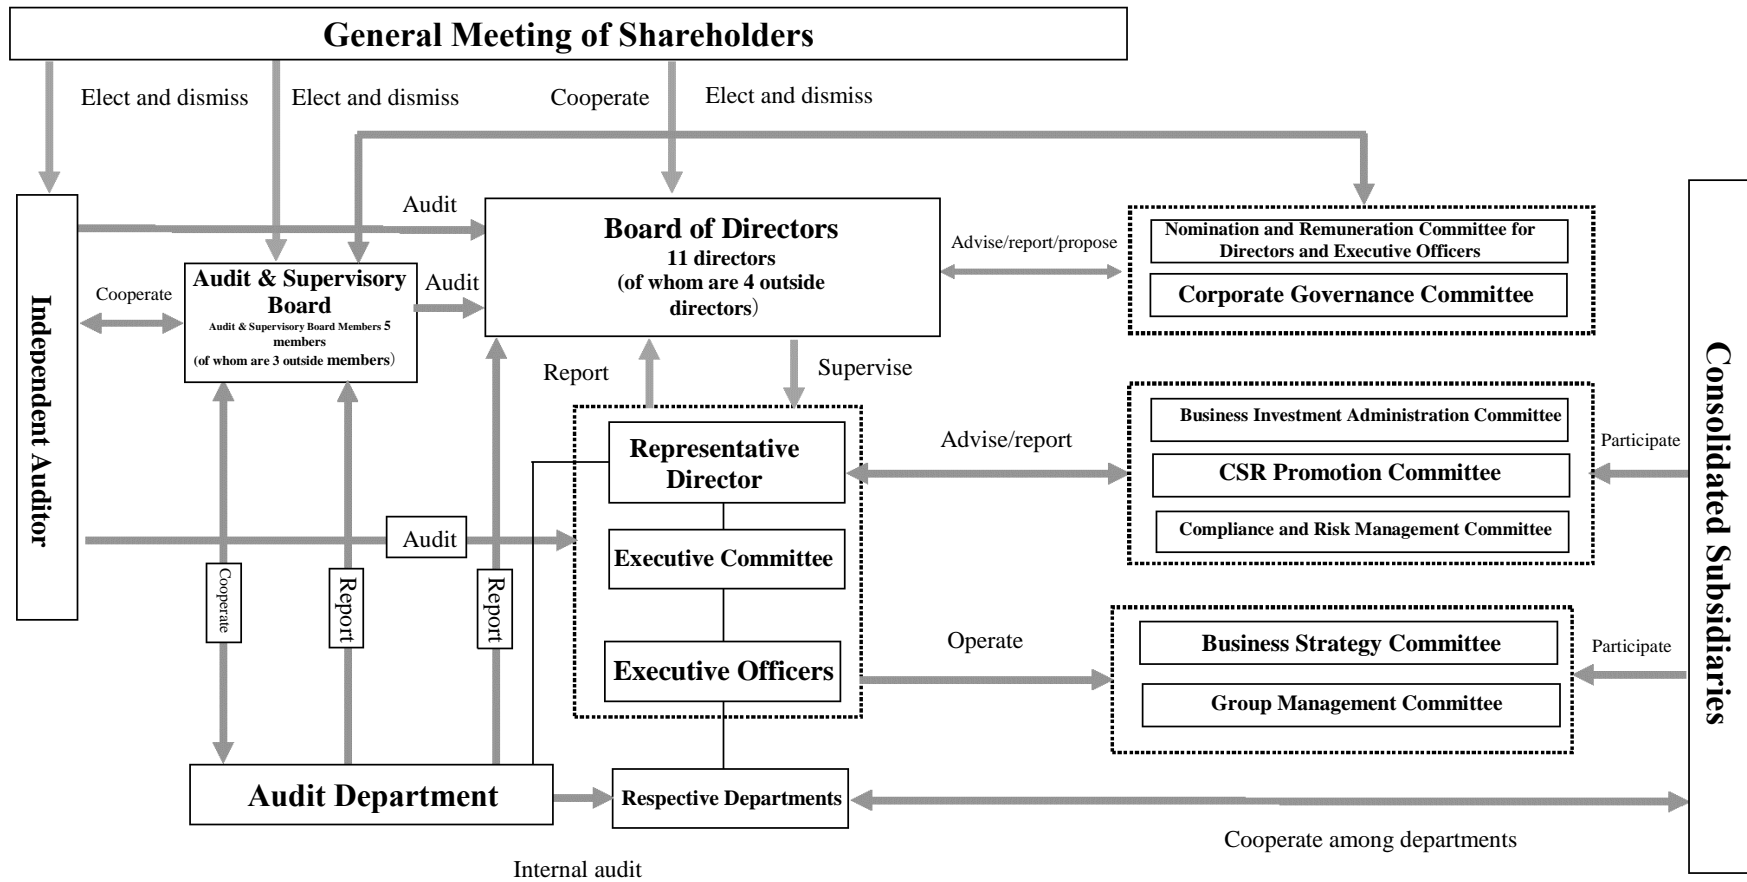 General Meeting of Shareholders
Elect and dismiss
Elect and dismiss
Cooperate
Elect and dismiss
Independent Auditor
Audit
Cooperate
Audit & Supervisory
Board
Audit & Supervisory Board Members 5
members
(of whom are 3 outside members)
Audit
Board of Directors
11 directors
(of whom are 4 outside
directors)
Advise/report/propose
Nomination and Remuneration Committee for
Directors and Executive Officers
Corporate Governance Committee
Consolidated Subsidiaries
Report
Supervise
Representative
Director
Advise/report
Business Investment Administration Committee
CSR Promotion Committee
Compliance and Risk Management Committee
Participate
Audit
Executive Committee
Cooperate
Report
Report
Executive Officers
Operate
Business Strategy Committee
Group Management Committee
Participate
Audit Department
Respective Departments
Cooperate among departments
Internal audit